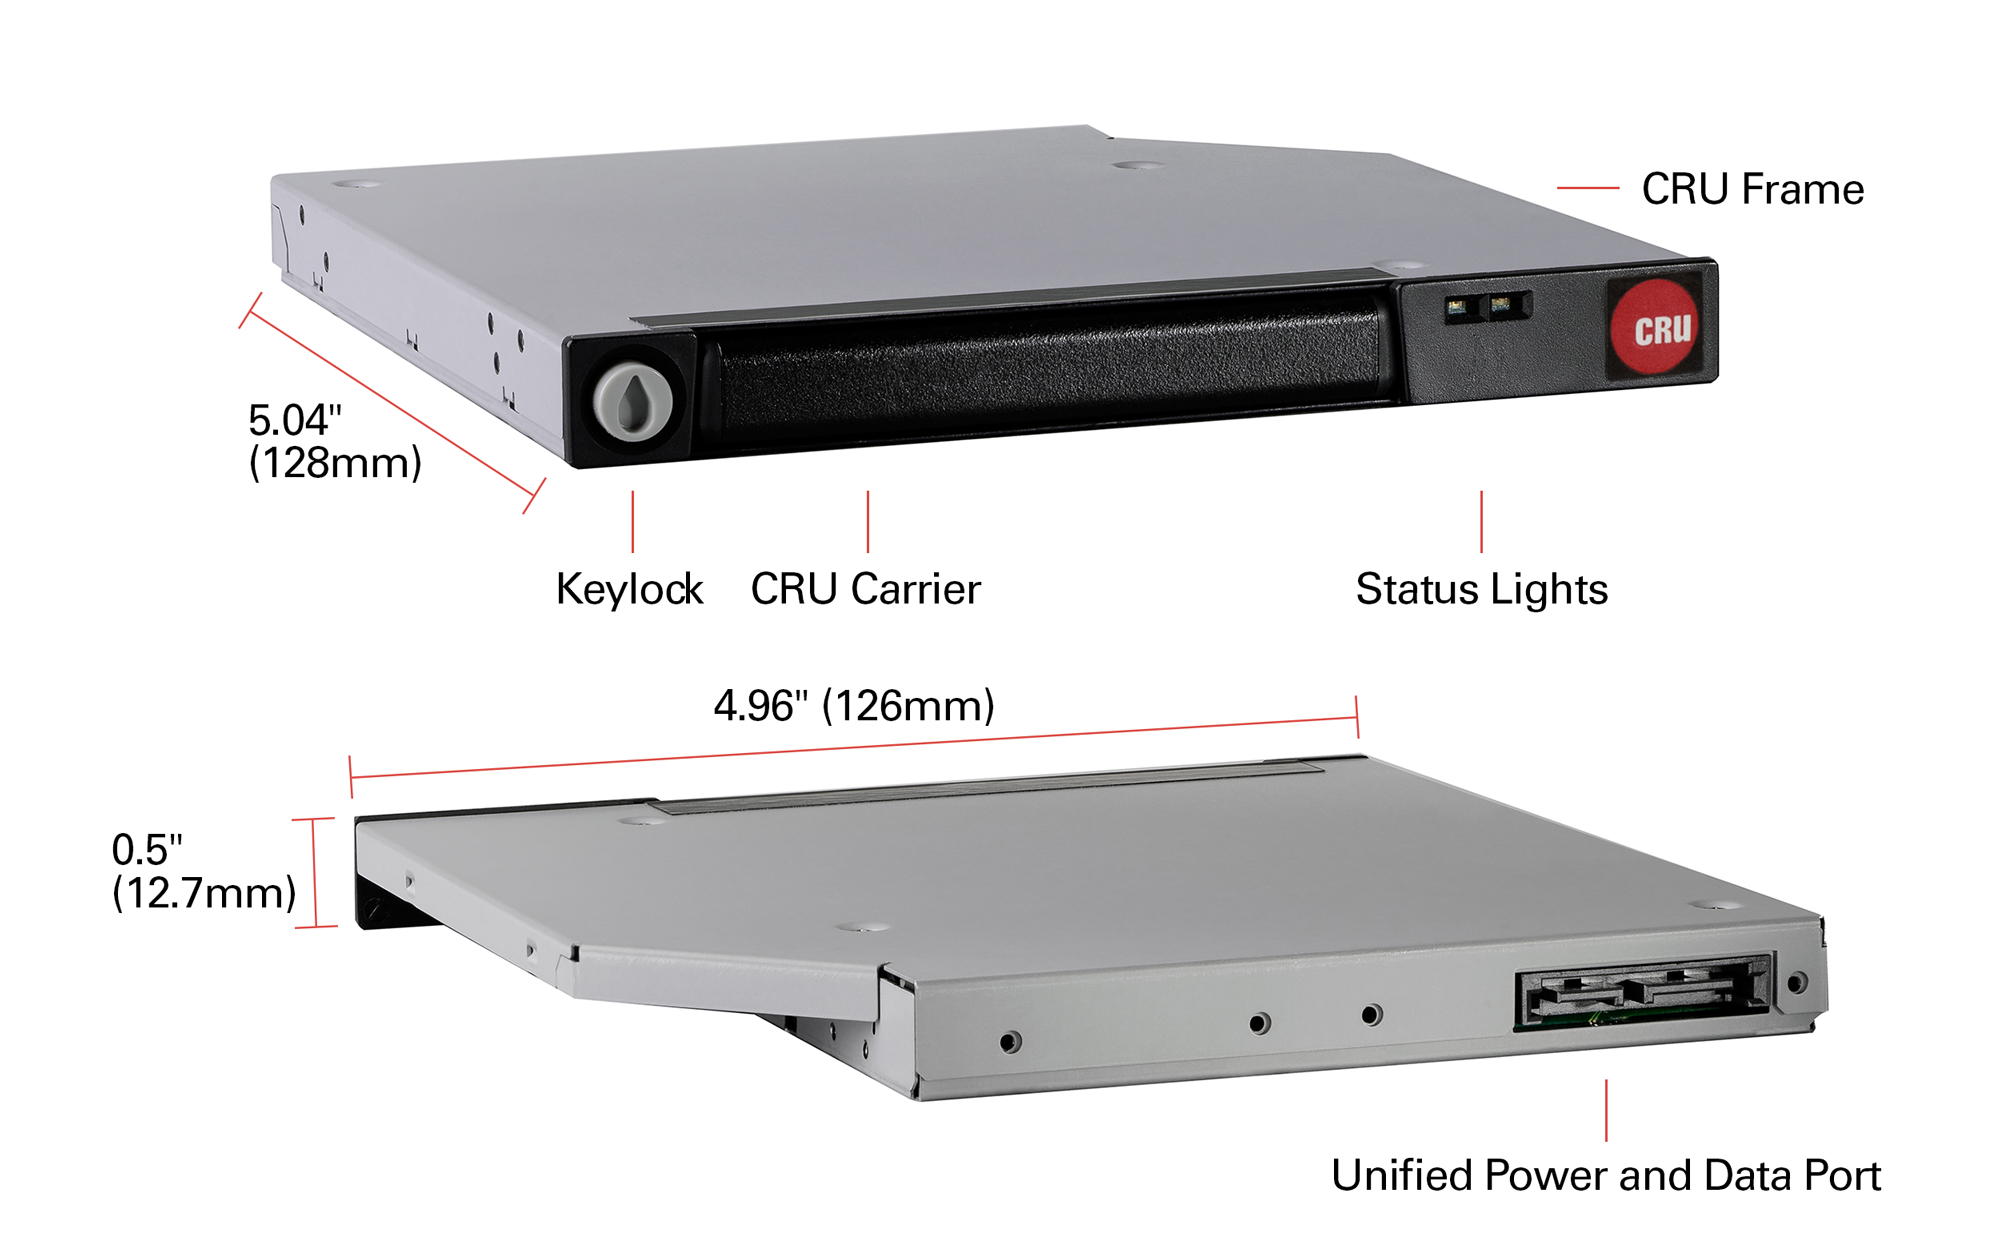 CRU Frame
CRU
5.04"
(128mm)
Keylock
CRU Carrier
Status Lights
4.96" (126mm)
0.5"
(12.7mm)
Unified Power and Data Port